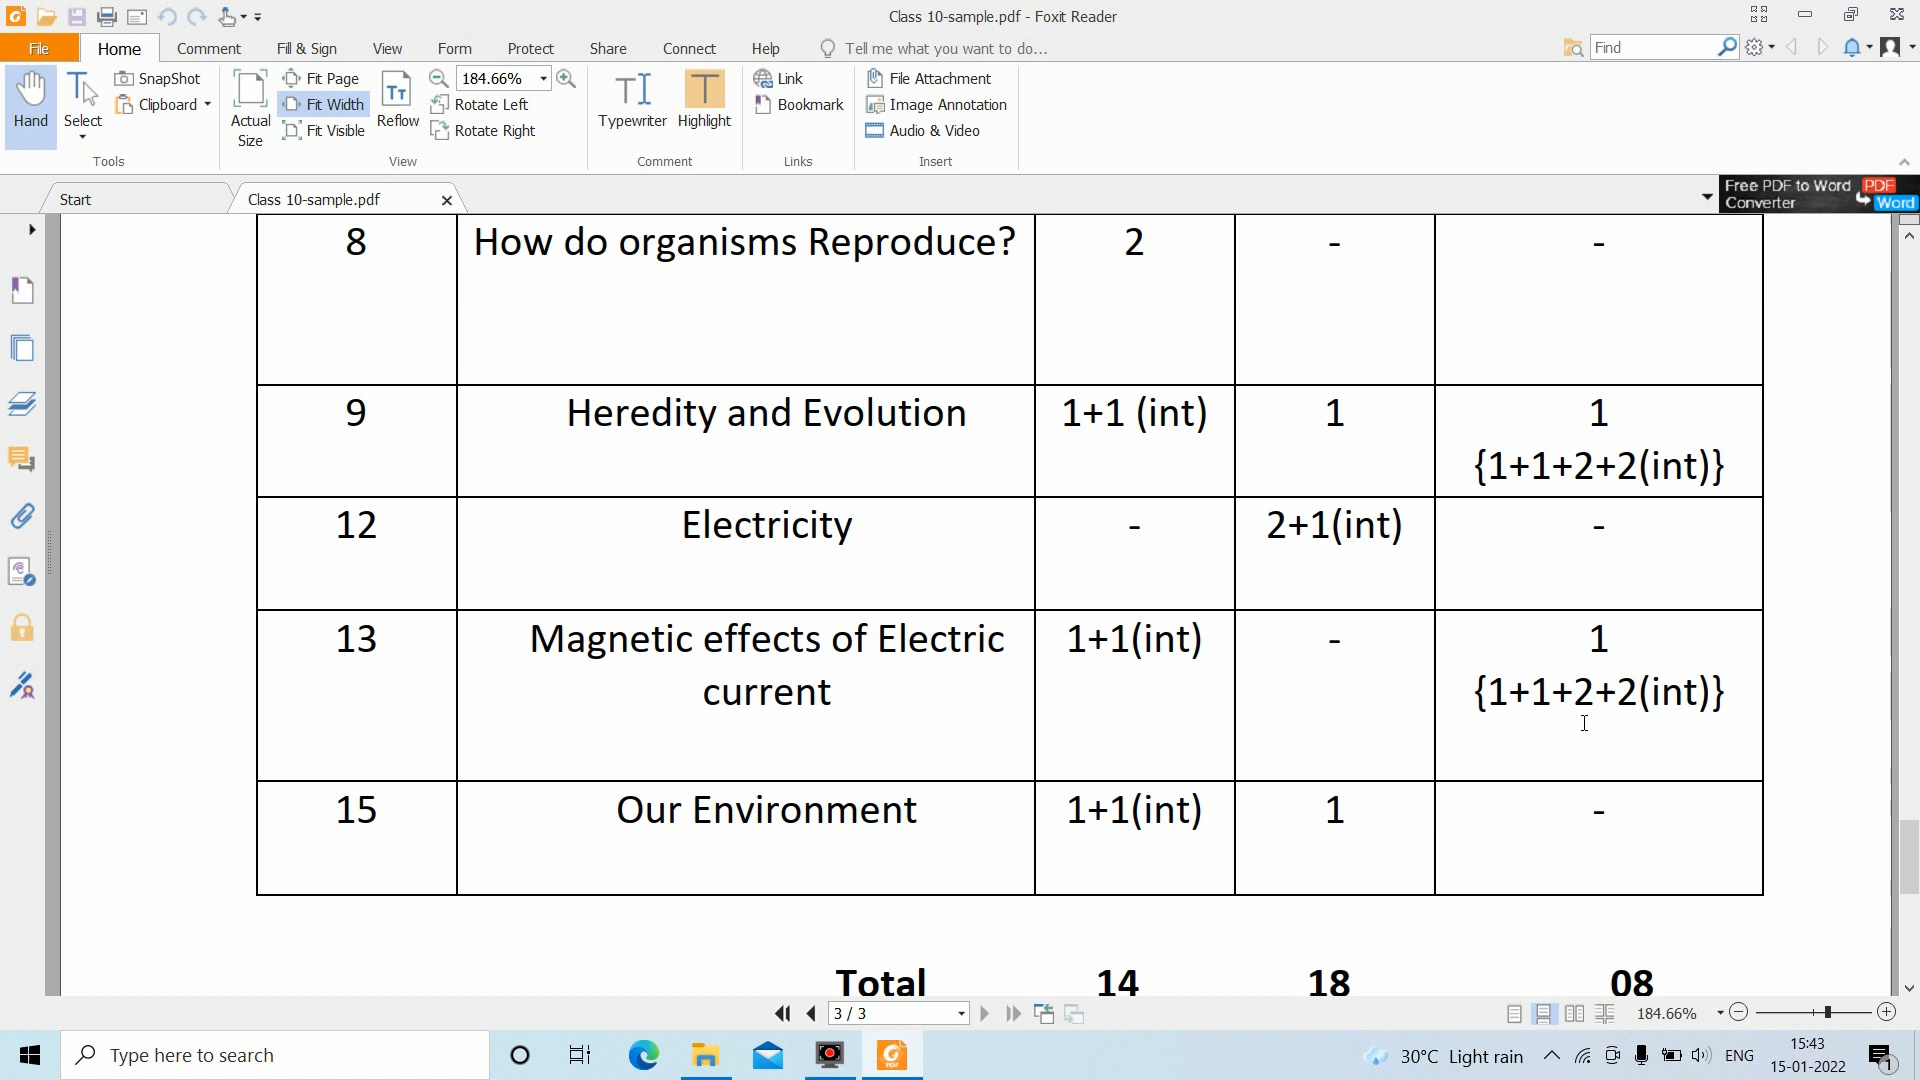 Class 10-sample.pdf - Foxit Reader
File Home Comment Fill & Sign View Form Protect Share Connect Help Tell me what you want to do... Find
SnapShot Fit Page 184.66% Link File Attachment
Clipboard Fit Width Rotate Left Bookmark Image Annotation
Hand Select Actual Size Fit Visible Reflow Rotate Right Typewriter Highlight Audio & Video
Tools View Comment Links Insert
Start Class 10-sample.pdf Free PDF to Word Converter PDF Word
8 How do organisms Reproduce? 2 - -
9 Heredity and Evolution 1+1 (int) 1 1
{1+1+2+2(int)}
12 Electricity - 2+1(int) -
13 Magnetic effects of Electric 1+1(int) - 1
current {1+1+2+2(int)}
15 Our Environment 1+1(int) 1 -
Total 14 18 08
3 / 3 184.66%
Type here to search 30°C Light rain ENG 15:43
15-01-2022 1